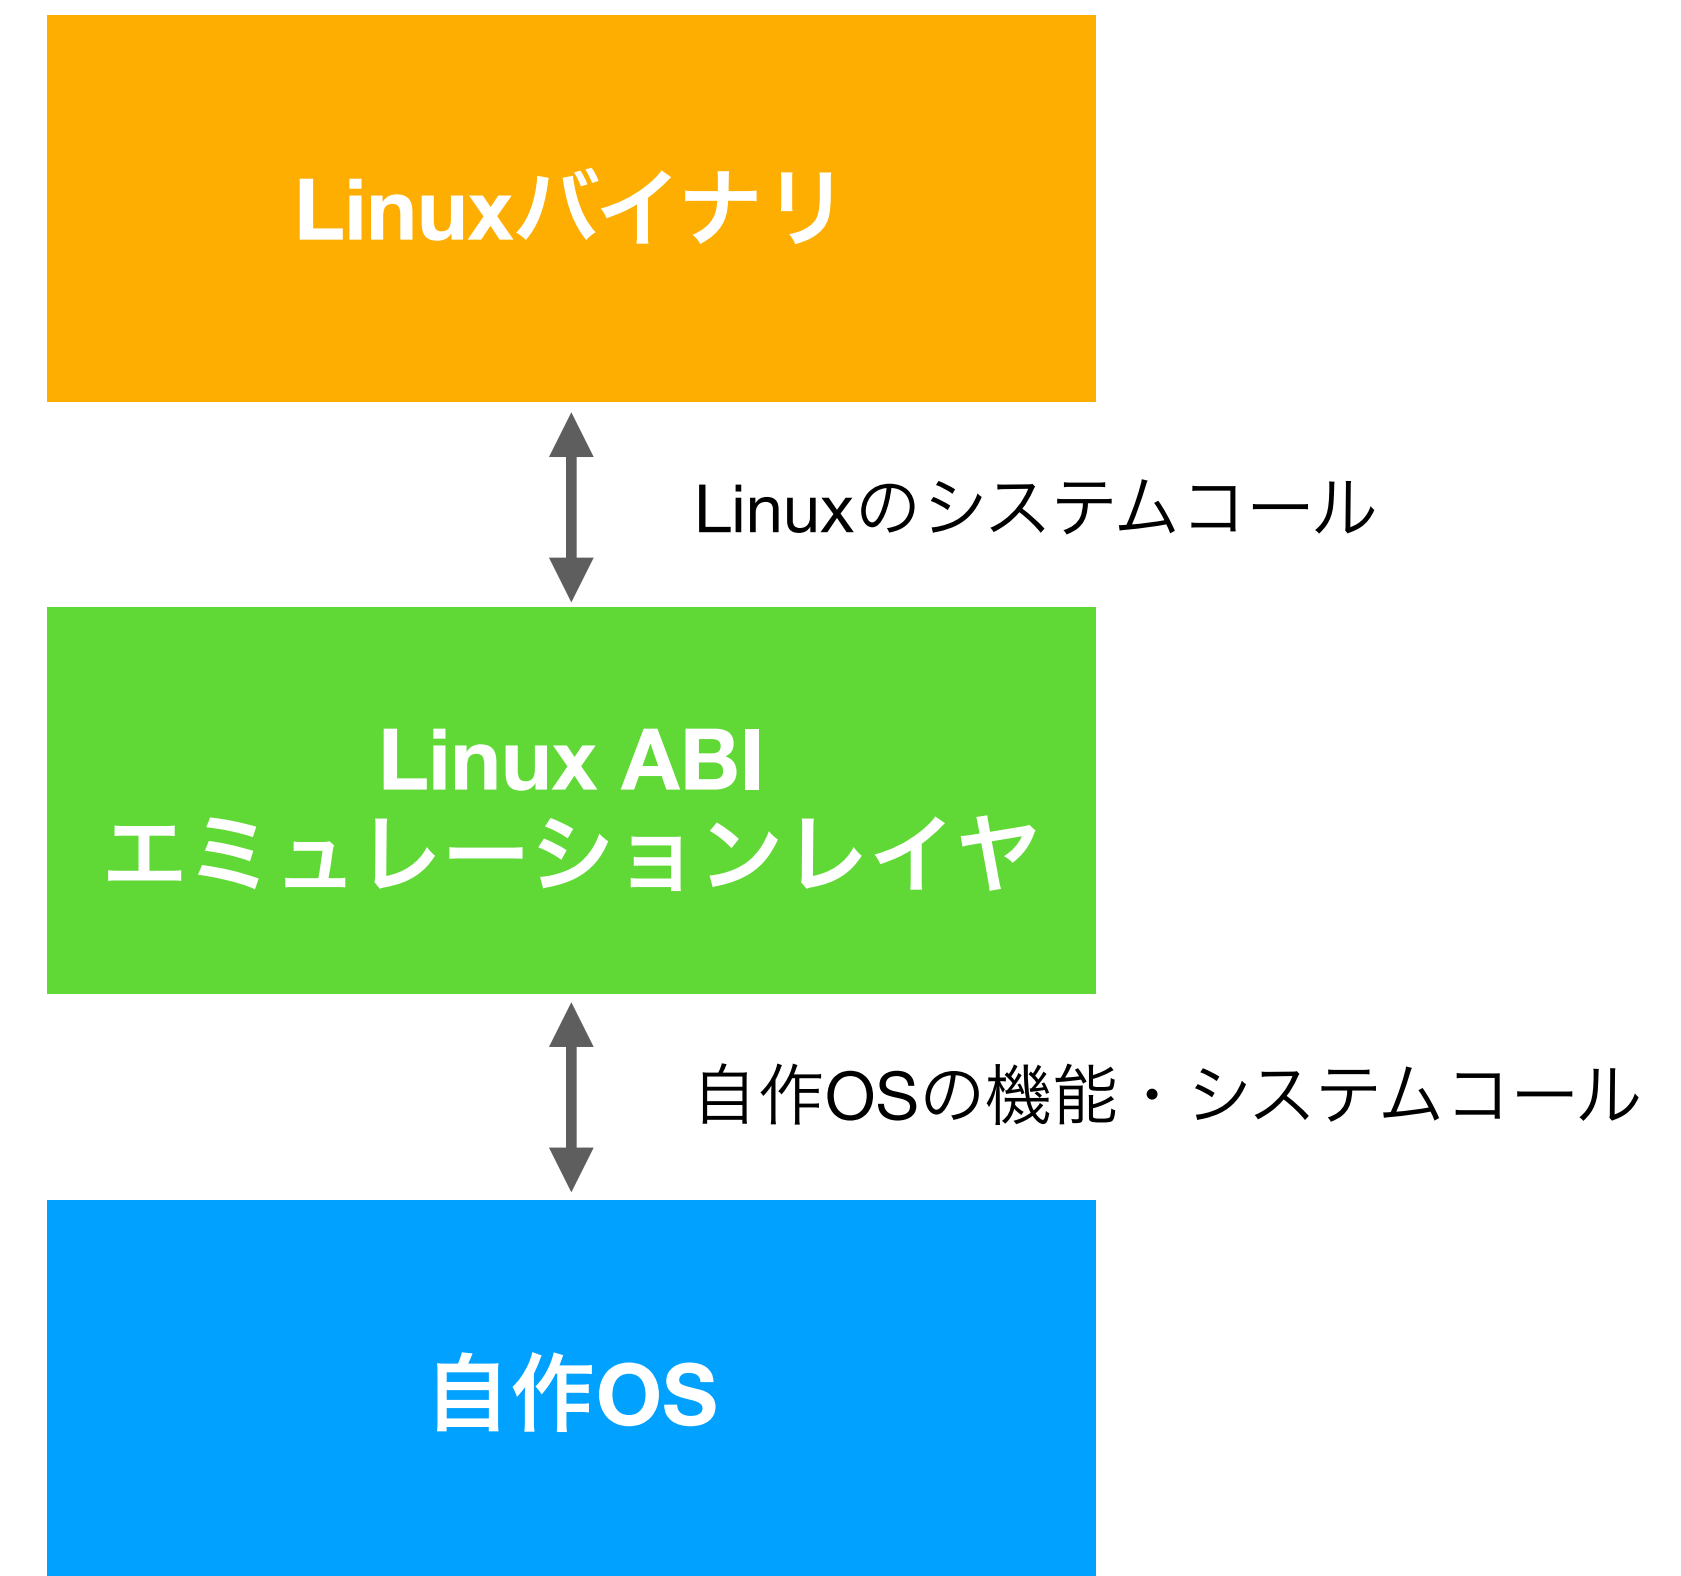 Linuxバイナリ
Linuxのシステムコール
Linux ABI
エミュレーションレイヤ
自作OSの機能・システムコール
自作OS